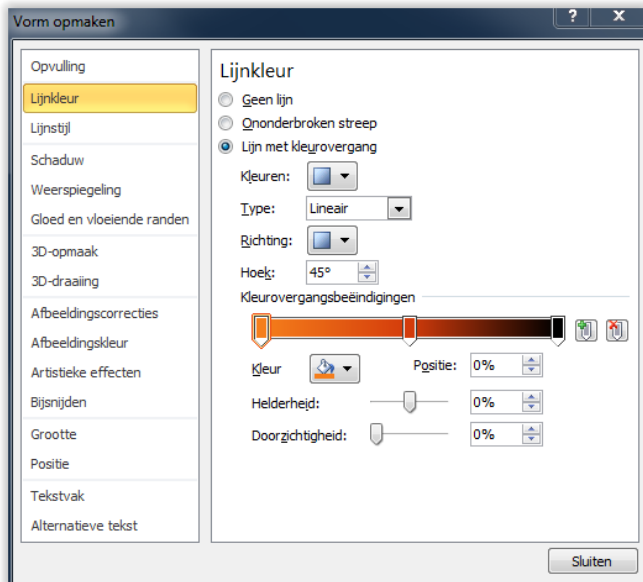 Vorm opmaken
Opvulling
Lijnkleur
Lijnstijl
Schaduw
Weerspiegeling
Gloed en vloeiende randen
3D-opmaak
3D-draaiing
Afbeeldingscorrecties
Afbeeldingskleur
Artistieke effecten
Bijsnijden
Grootte
Positie
Tekstvak
Alternatieve tekst
Lijnkleur
Geen lijn
Ononderbroken streep
Lijn met kleurovergang
Kleuren:
Type: Lineair
Richting:
Hoek: 45°
Kleurovergangsbeëindigingen
Kleur Positie: 0%
Helderheid: 0%
Doorzichtigheid: 0%
Sluiten